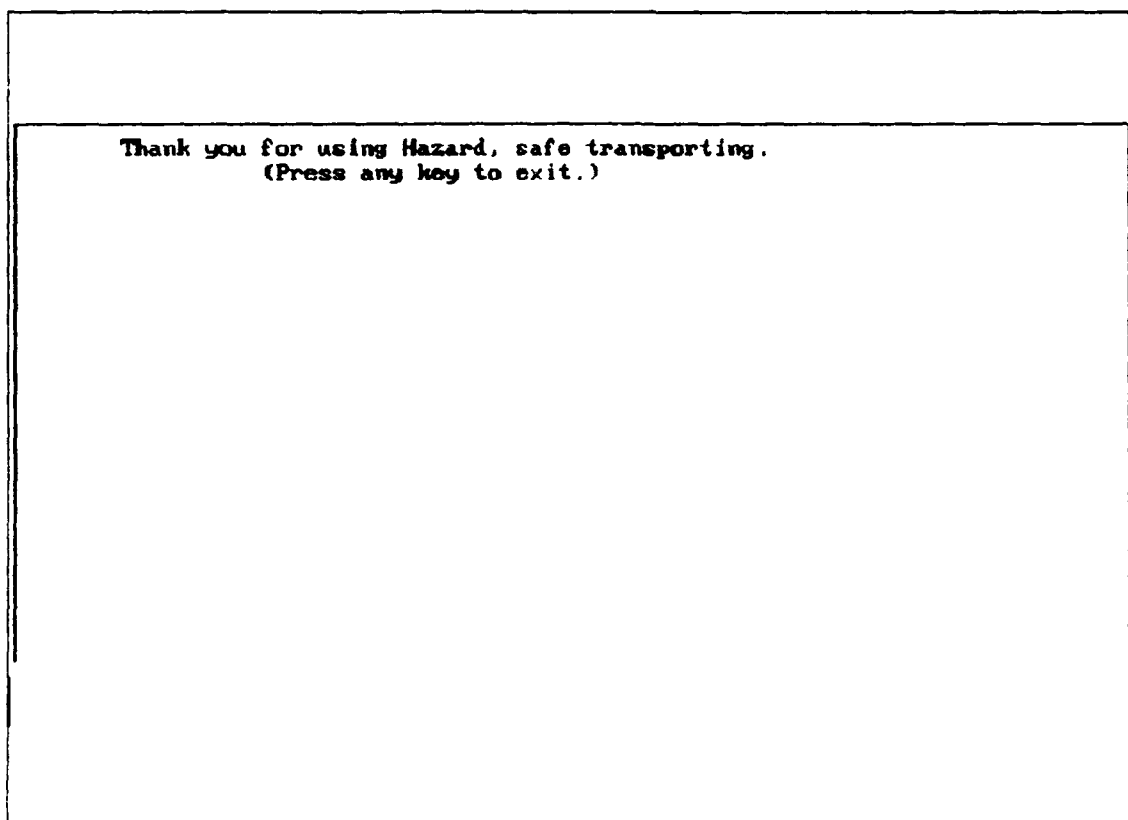 Thank you for using Hazard, safe transporting.
(Press any key to exit.)